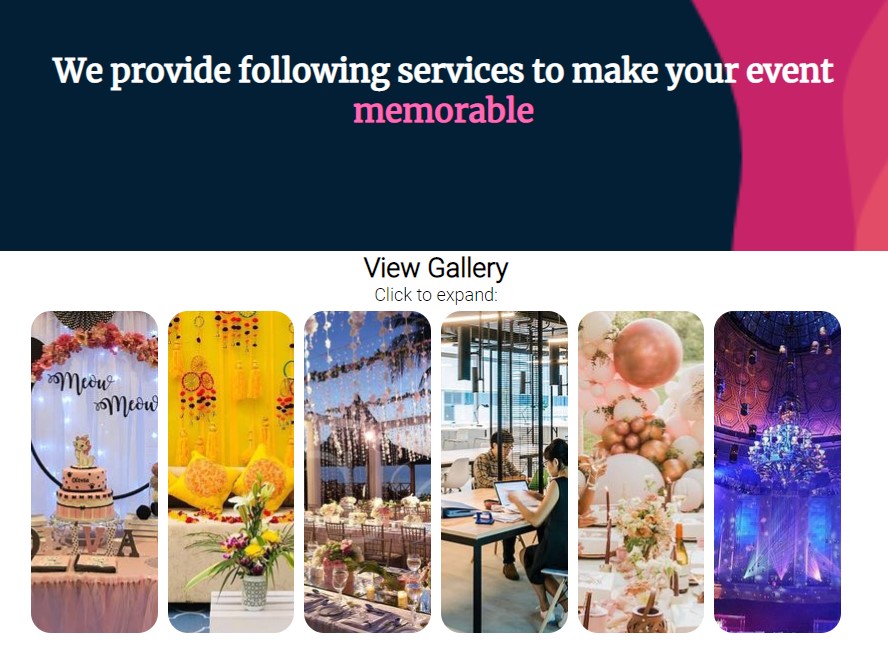 We provide following services to make your event
memorable
View Gallery
Click to expand:
Meow
Meow